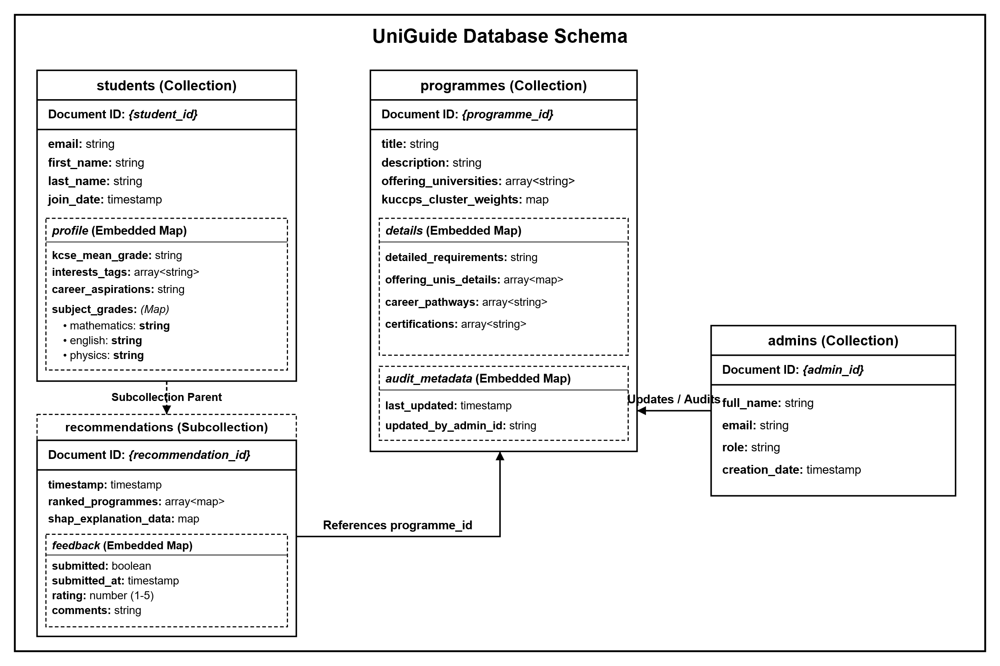 UniGuide Database Schema
students (Collection)
Document ID: {student_id}
email: string
first_name: string
last_name: string
join_date: timestamp
profile (Embedded Map)
kcse_mean_grade: string
interests_tags: array<string>
career_aspirations: string
subject_grades: (Map)
• mathematics: string
• english: string
• physics: string
Subcollection Parent
recommendations (Subcollection)
Document ID: {recommendation_id}
timestamp: timestamp
ranked_programmes: array<map>
shap_explanation_data: map
feedback (Embedded Map)
submitted: boolean
submitted_at: timestamp
rating: number (1-5)
comments: string
References programme_id
programmes (Collection)
Document ID: {programme_id}
title: string
description: string
offering_universities: array<string>
kuccps_cluster_weights: map
details (Embedded Map)
detailed_requirements: string
offering_unis_details: array<map>
career_pathways: array<string>
certifications: array<string>
audit_metadata (Embedded Map)
last_updated: timestamp
updated_by_admin_id: string
Updates / Audits
admins (Collection)
Document ID: {admin_id}
full_name: string
email: string
role: string
creation_date: timestamp